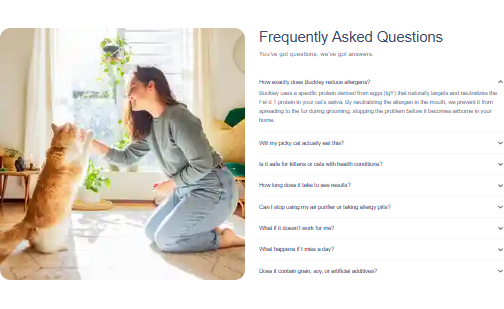 Frequently Asked Questions
You've got questions, we've got answers.
How exactly does Buckley reduce allergens?
Buckley uses a specific protein derived from eggs (IgY) that naturally targets and neutralizes the
Fel d 1 protein in your cat's saliva. By neutralizing the allergen in the mouth, we prevent it from
spreading to the fur during grooming, stopping the problem before it becomes airborne in your
home.
Will my picky cat actually eat this?
Is it safe for kittens or cats with health conditions?
How long does it take to see results?
Can I stop using my air purifier or taking allergy pills?
What if it doesn't work for me?
What happens if I miss a day?
Does it contain grain, soy, or artificial additives?